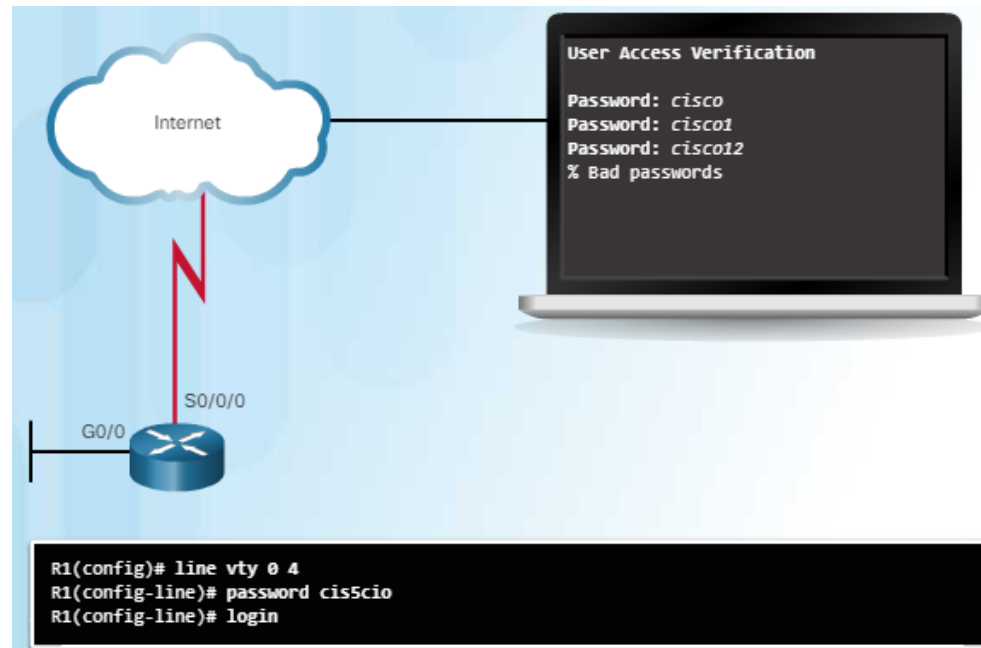 User Access Verification
Password: cisco
Password: cisco1
Password: cisco12
% Bad passwords
Internet
S0/0/0
G0/0
R1(config)# line vty 0 4
R1(config-line)# password cis5cio
R1(config-line)# login